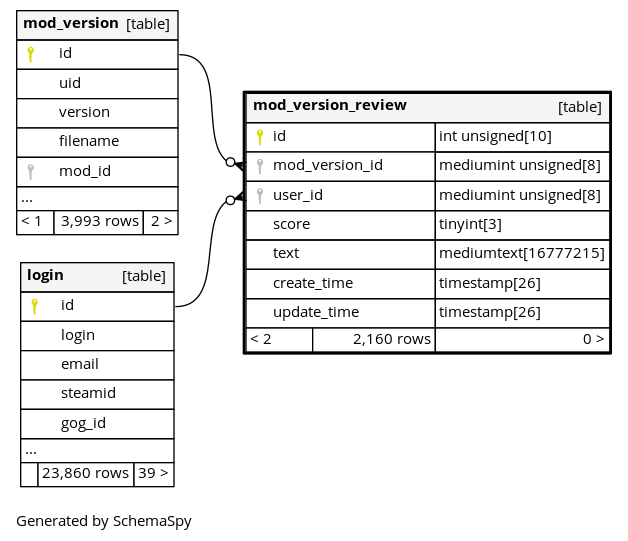 mod_version [table]
id
uid
version
filename
mod_id
...
< 1 3,993 rows 2 >
mod_version_review [table]
id int unsigned[10]
mod_version_id mediumint unsigned[8]
user_id mediumint unsigned[8]
score tinyint[3]
text mediumtext[16777215]
create_time timestamp[26]
update_time timestamp[26]
< 2 2,160 rows 0 >
login [table]
id
login
email
steamid
gog_id
...
23,860 rows 39 >
Generated by SchemaSpy